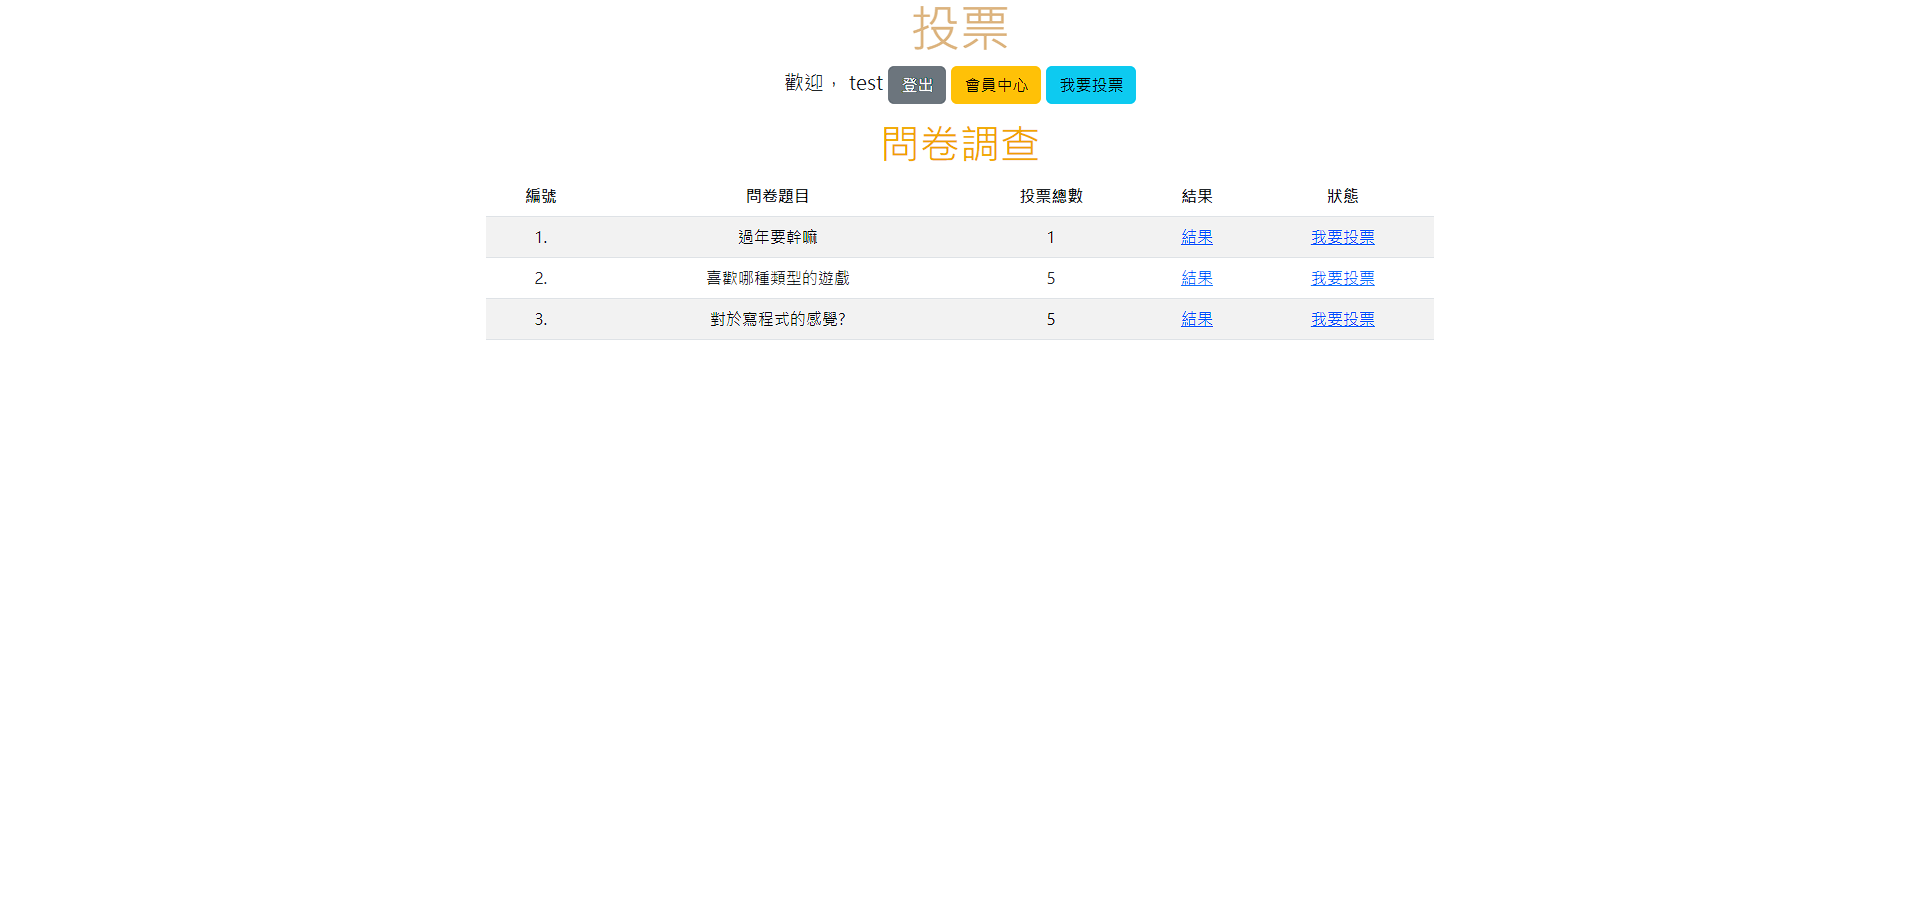 投票
歡迎， test 登出 會員中心 我要投票
問卷調查
編號 問卷題目 投票總數 結果 狀態
1. 過年要幹嘛 1 結果 我要投票
2. 喜歡哪種類型的遊戲 5 結果 我要投票
3. 對於寫程式的感覺? 5 結果 我要投票